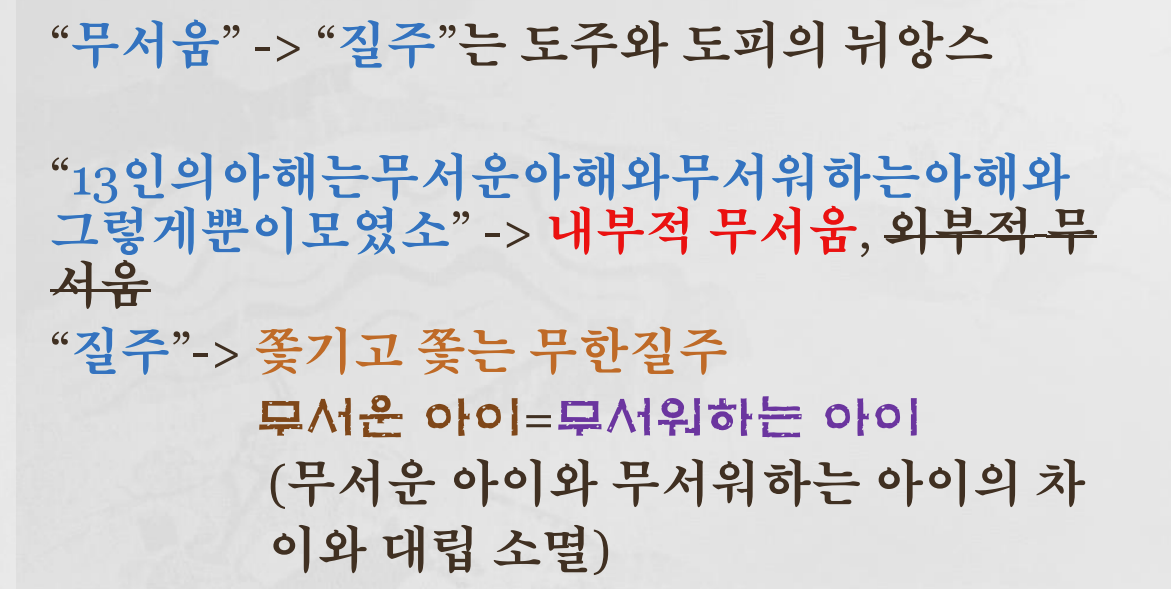 “무서움” -> “질주”는 도주와 도피의 뉘앙스
“13인의아해는무서운아해와무서워하는아해와
그렇게뿐이모였소” -> 내부적 무서움, 외부적 무
서움
“질주”-> 쫓기고 쫓는 무한질주
무서운 아이=무서워하는 아이
(무서운 아이와 무서워하는 아이의 차
이와 대립 소멸)